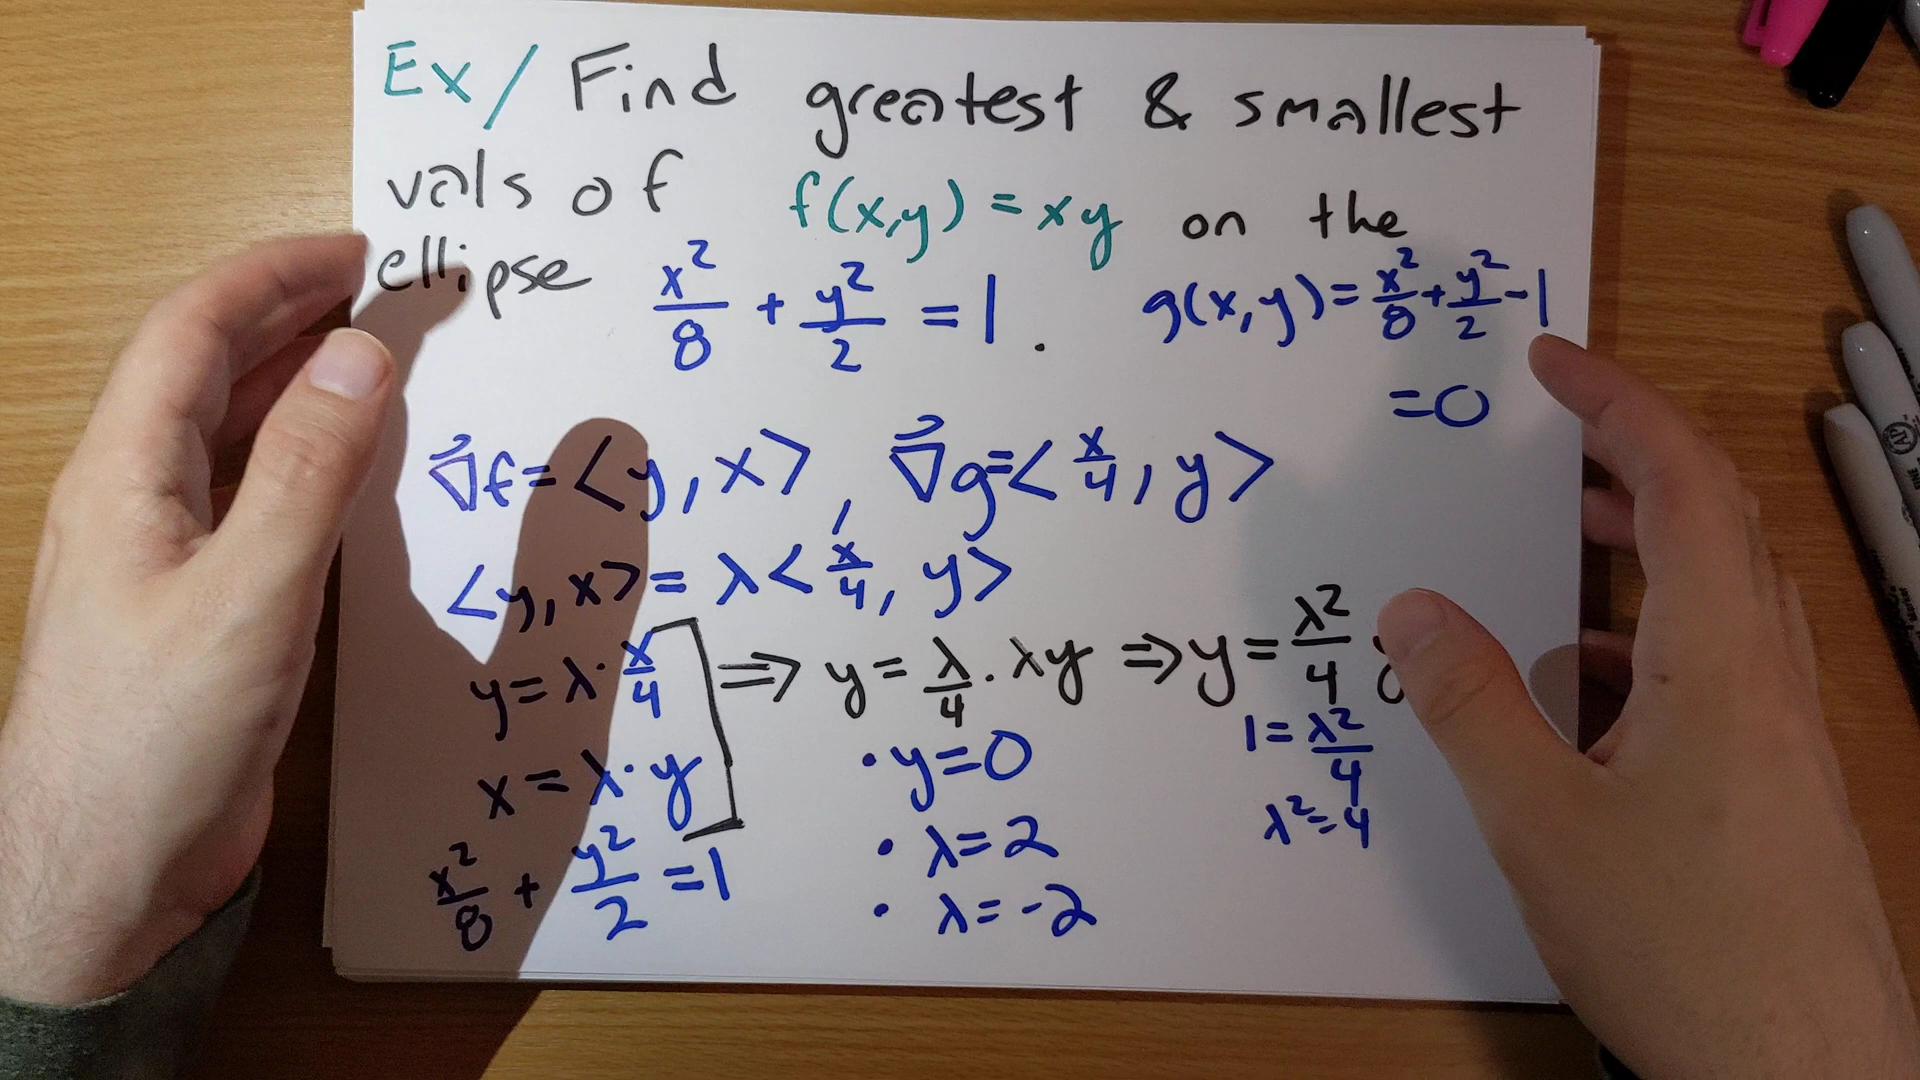 Ex/ Find greatest & smallest
vals of f(x,y) = xy on the
ellipse x²/8 + y²/2 = 1. g(x,y) = x²/8 + y²/2 - 1
= 0
∇⃗f = <y, x>, ∇⃗g = <x/4, y>
<y, x> = λ<x/4, y>
y = λ · x/4 ⇒ y = λ/4 · λy ⇒ y = λ²/4 y
x = λ · y · y = 0 1 = λ²/4
x²/8 + y²/2 = 1 · λ = 2 λ² = 4
· λ = -2